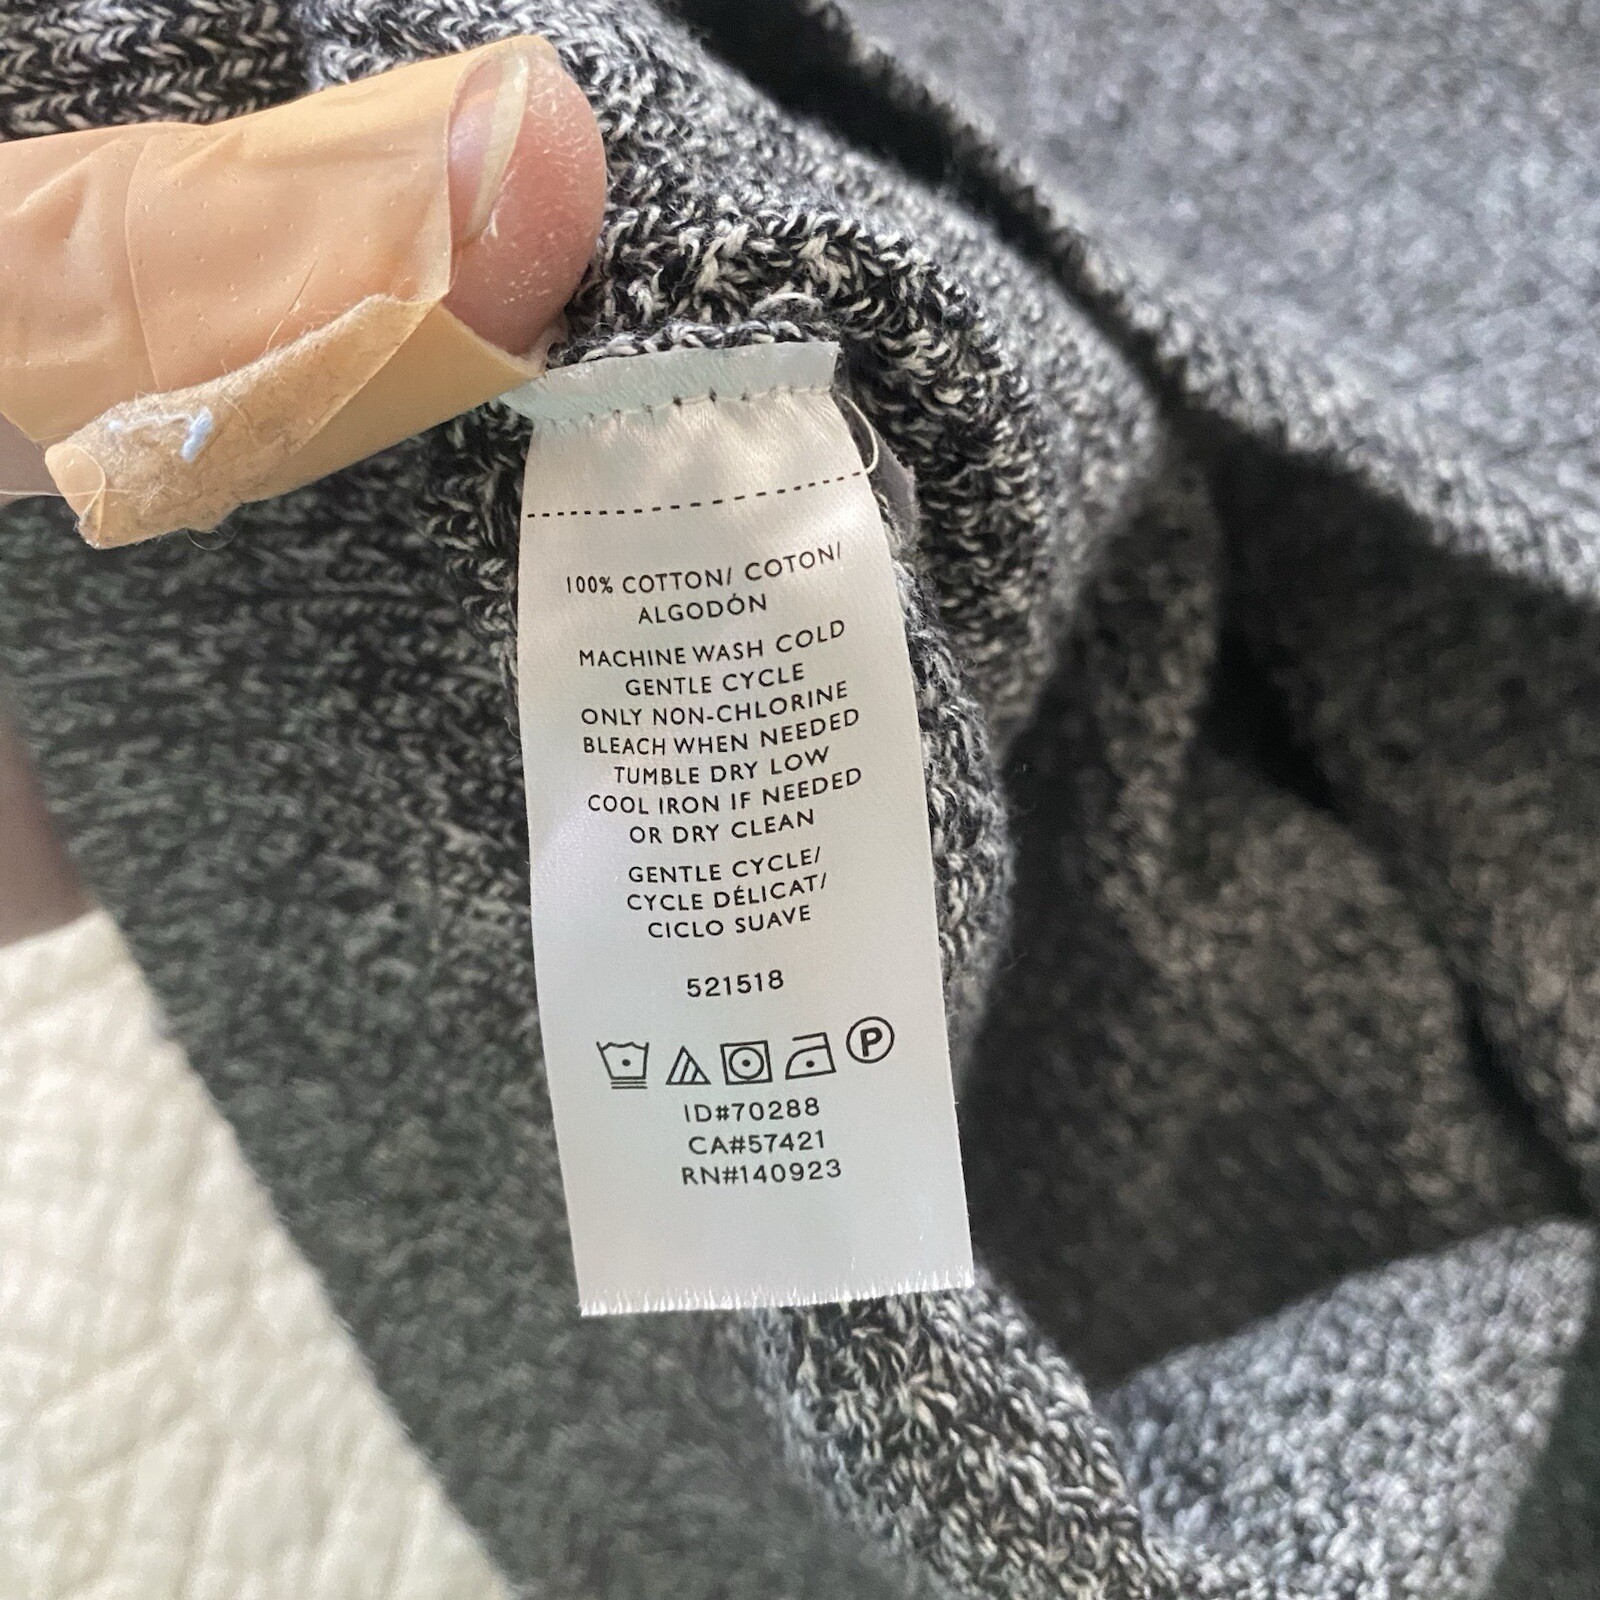 100% COTTON/ COTON/
ALGODÓN
MACHINE WASH COLD
GENTLE CYCLE
ONLY NON-CHLORINE
BLEACH WHEN NEEDED
TUMBLE DRY LOW
COOL IRON IF NEEDED
OR DRY CLEAN
GENTLE CYCLE/
CYCLE DÉLICAT/
CICLO SUAVE
521518
P
ID#70288
CA#57421
RN#140923